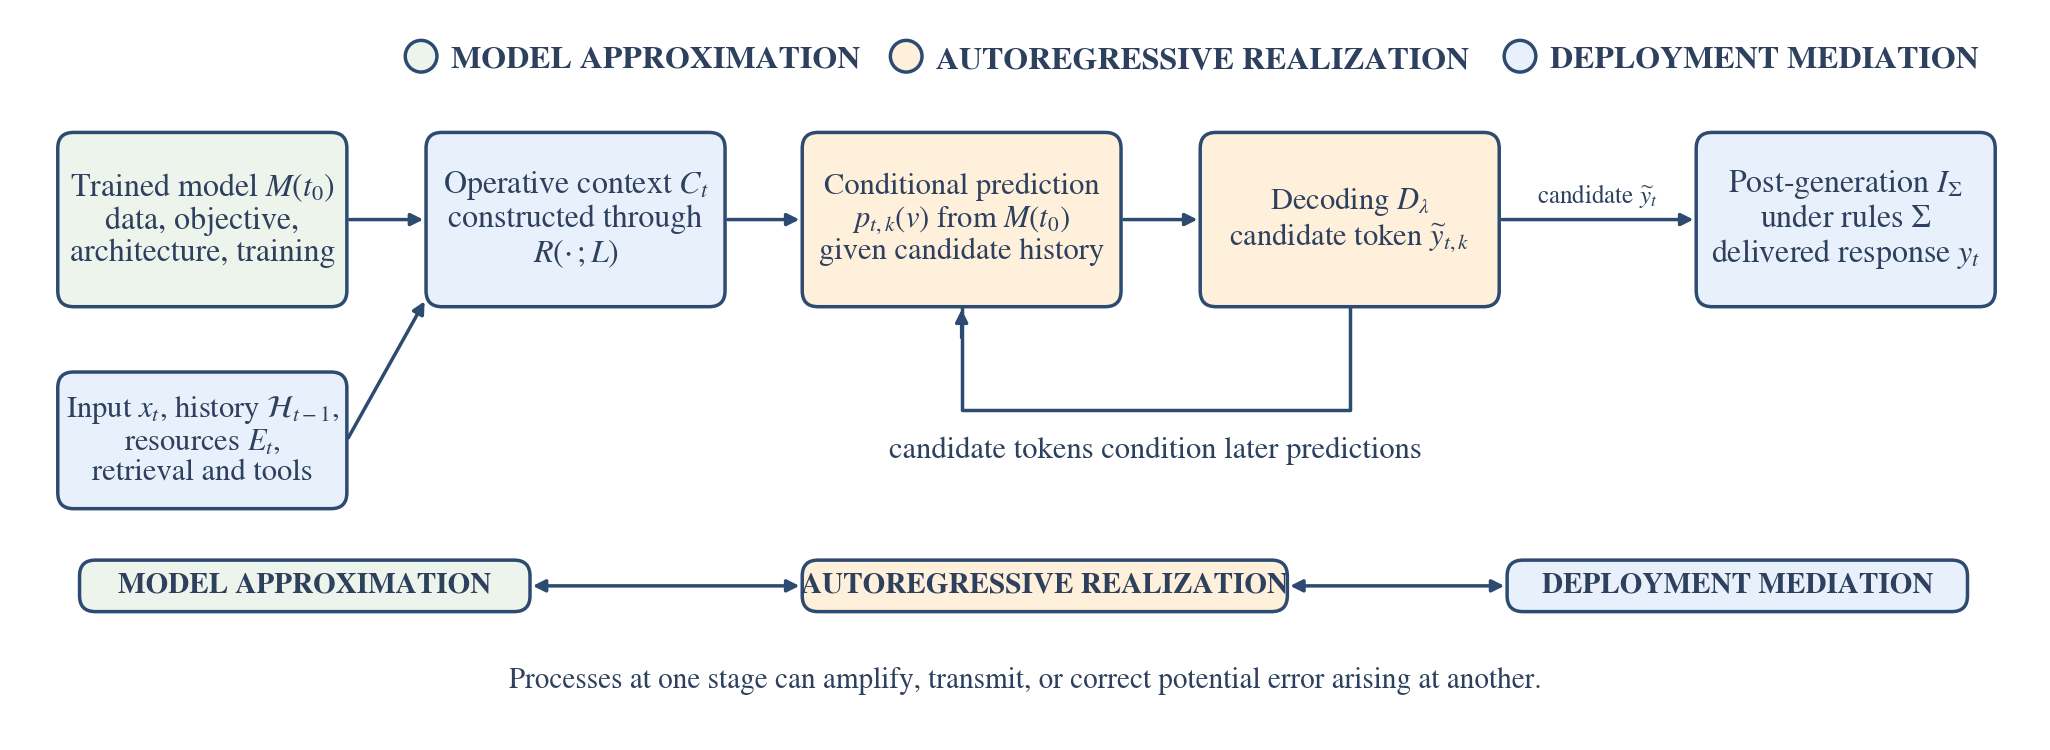 MODEL APPROXIMATION
AUTOREGRESSIVE REALIZATION
DEPLOYMENT MEDIATION
Trained model M(t₀)
data, objective,
architecture, training
Operative context Cₜ
constructed through
R(· ; L)
Conditional prediction
pₜ,ₖ(v) from M(t₀)
given candidate history
Decoding D_λ
candidate token ỹₜ,ₖ
candidate ỹₜ
Post-generation I_Σ
under rules Σ
delivered response yₜ
Input xₜ, history ℋₜ₋₁,
resources Eₜ,
retrieval and tools
candidate tokens condition later predictions
MODEL APPROXIMATION
AUTOREGRESSIVE REALIZATION
DEPLOYMENT MEDIATION
Processes at one stage can amplify, transmit, or correct potential error arising at another.